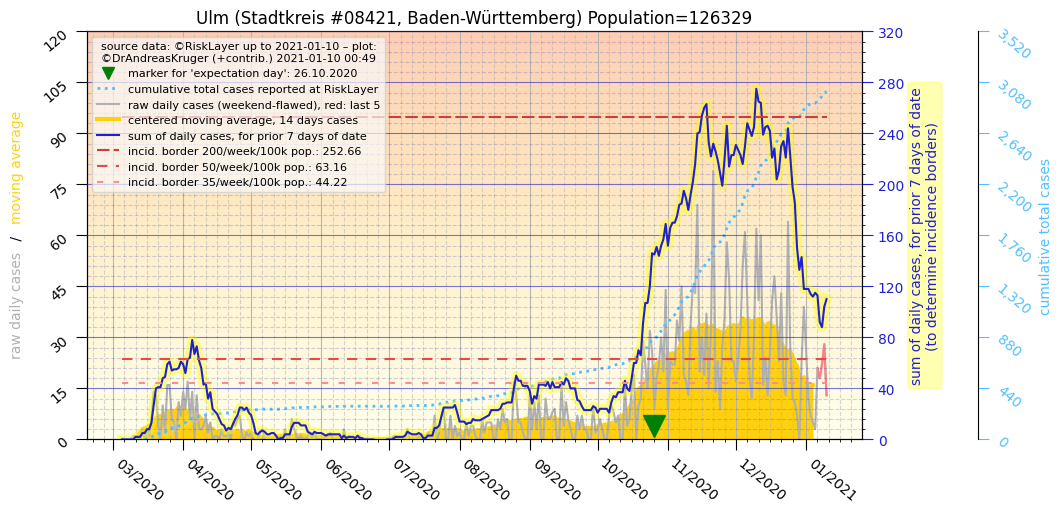 Ulm (Stadtkreis #08421, Baden-Württemberg) Population=126329
source data: ©RiskLayer up to 2021-01-10 – plot:
©DrAndreasKruger (+contrib.) 2021-01-10 00:49
marker for 'expectation day': 26.10.2020
cumulative total cases reported at RiskLayer
raw daily cases (weekend-flawed), red: last 5
centered moving average, 14 days cases
sum of daily cases, for prior 7 days of date
incid. border 200/week/100k pop.: 252.66
incid. border 50/week/100k pop.: 63.16
incid. border 35/week/100k pop.: 44.22
raw daily cases / moving average
120
105
90
75
60
45
30
15
0
03/2020
04/2020
05/2020
06/2020
07/2020
08/2020
09/2020
10/2020
11/2020
12/2020
01/2021
320
280
240
200
160
120
80
40
0
sum of daily cases, for prior 7 days of date
(to determine incidence borders)
3,520
3,080
2,640
2,200
1,760
1,320
880
440
0
cumulative total cases